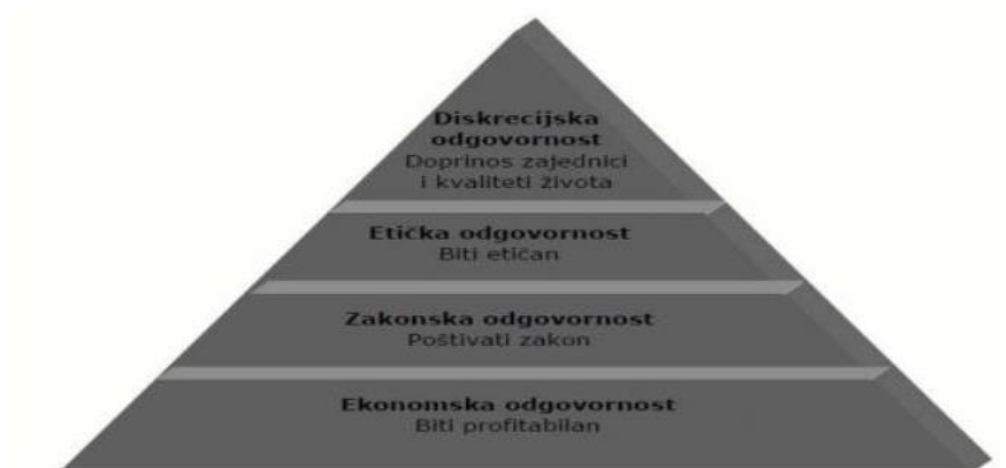 Diskrecijska
odgovornost
Doprinos zajednici
i kvaliteti života
Etička odgovornost
Biti etičan
Zakonska odgovornost
Poštivati zakon
Ekonomska odgovornost
Biti profitabilan